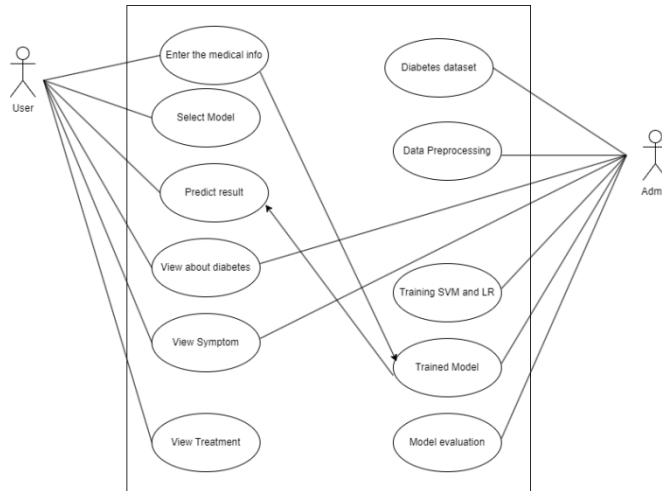 Enter the medical info
Diabetes dataset
User
Select Model
Data Preprocessing
Predict result
Adm
View about diabetes
Training SVM and LR
View Symptom
Trained Model
View Treatment
Model evaluation